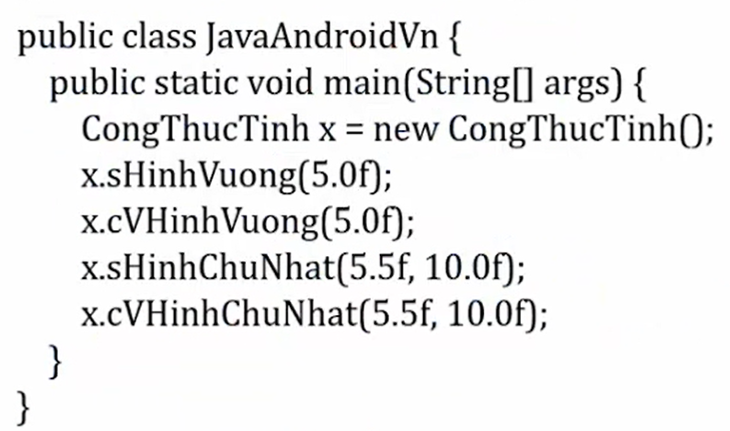 public class JavaAndroidVn {
public static void main(String[] args) {
CongThucTinh x = new CongThucTinh();
x.sHinhVuong(5.0f);
x.cVHinhVuong(5.0f);
x.sHinhChuNhat(5.5f, 10.0f);
x.cVHinhChuNhat(5.5f, 10.0f);
}
}